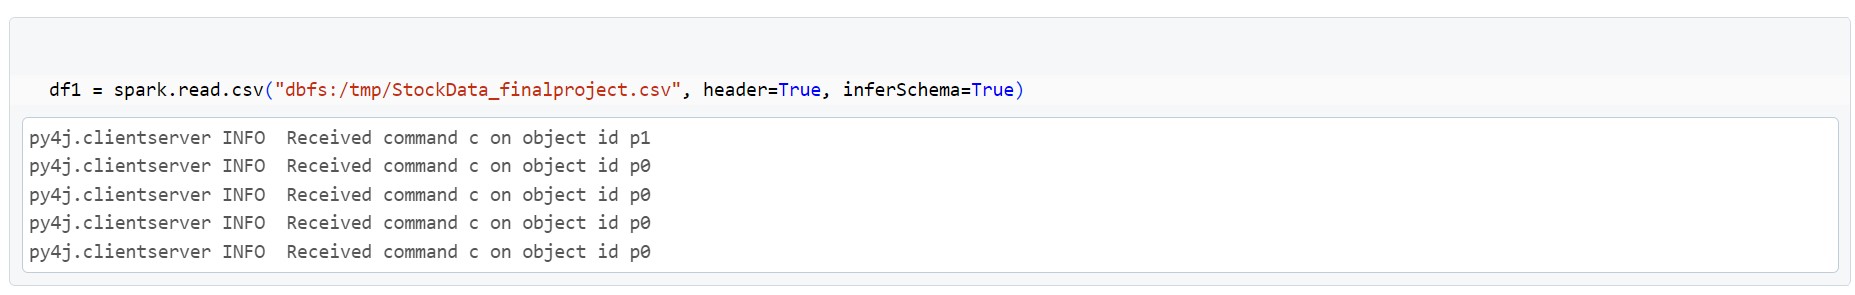 df1 = spark.read.csv("dbfs:/tmp/StockData_finalproject.csv", header=True, inferSchema=True)
py4j.clientserver INFO  Received command c on object id p1
py4j.clientserver INFO  Received command c on object id p0
py4j.clientserver INFO  Received command c on object id p0
py4j.clientserver INFO  Received command c on object id p0
py4j.clientserver INFO  Received command c on object id p0